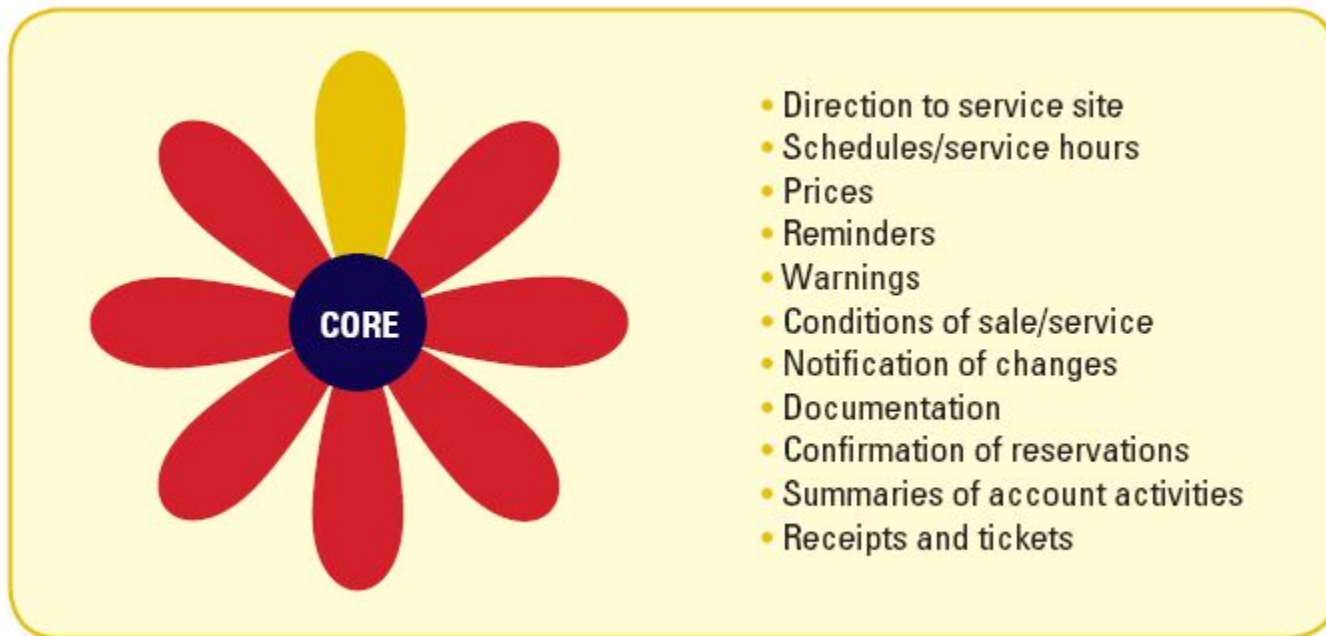 CORE
• Direction to service site
• Schedules/service hours
• Prices
• Reminders
• Warnings
• Conditions of sale/service
• Notification of changes
• Documentation
• Confirmation of reservations
• Summaries of account activities
• Receipts and tickets